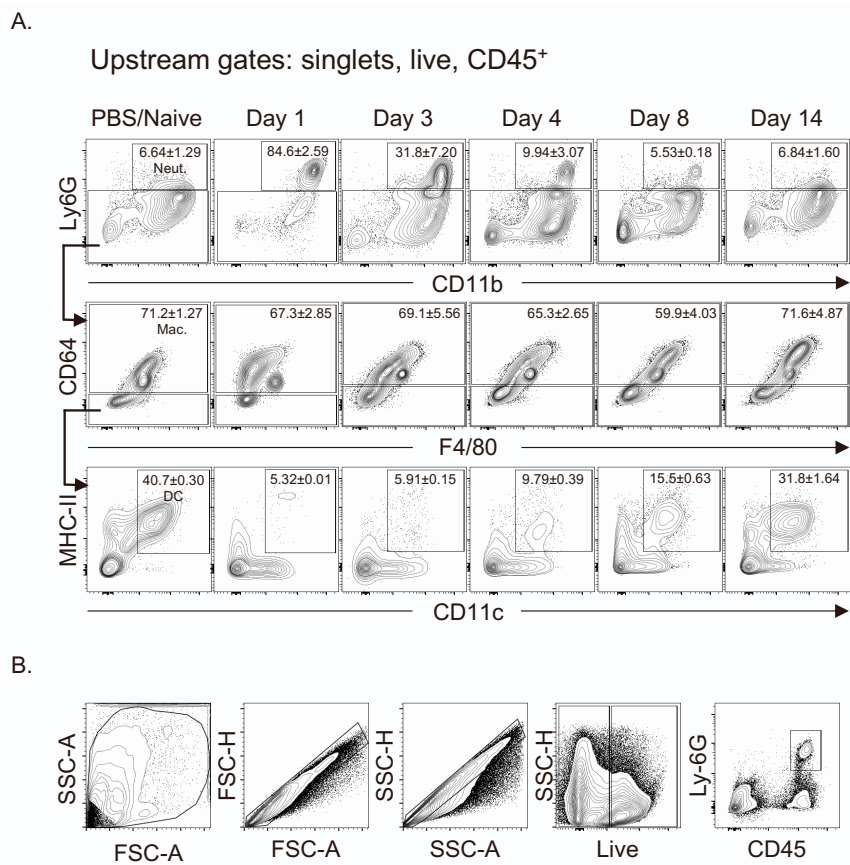 A.
Upstream gates: singlets, live, CD45⁺
PBS/Naive Day 1 Day 3 Day 4 Day 8 Day 14
Ly6G
6.64±1.29 84.6±2.59 31.8±7.20 9.94±3.07 5.53±0.18 6.84±1.60
Neut.
CD11b
CD64
71.2±1.27 67.3±2.85 69.1±5.56 65.3±2.65 59.9±4.03 71.6±4.87
Mac.
F4/80
MHC-II
40.7±0.30 5.32±0.01 5.91±0.15 9.79±0.39 15.5±0.63 31.8±1.64
DC
CD11c
B.
SSC-A FSC-H SSC-H SSC-H Ly-6G
FSC-A FSC-A SSC-A Live CD45